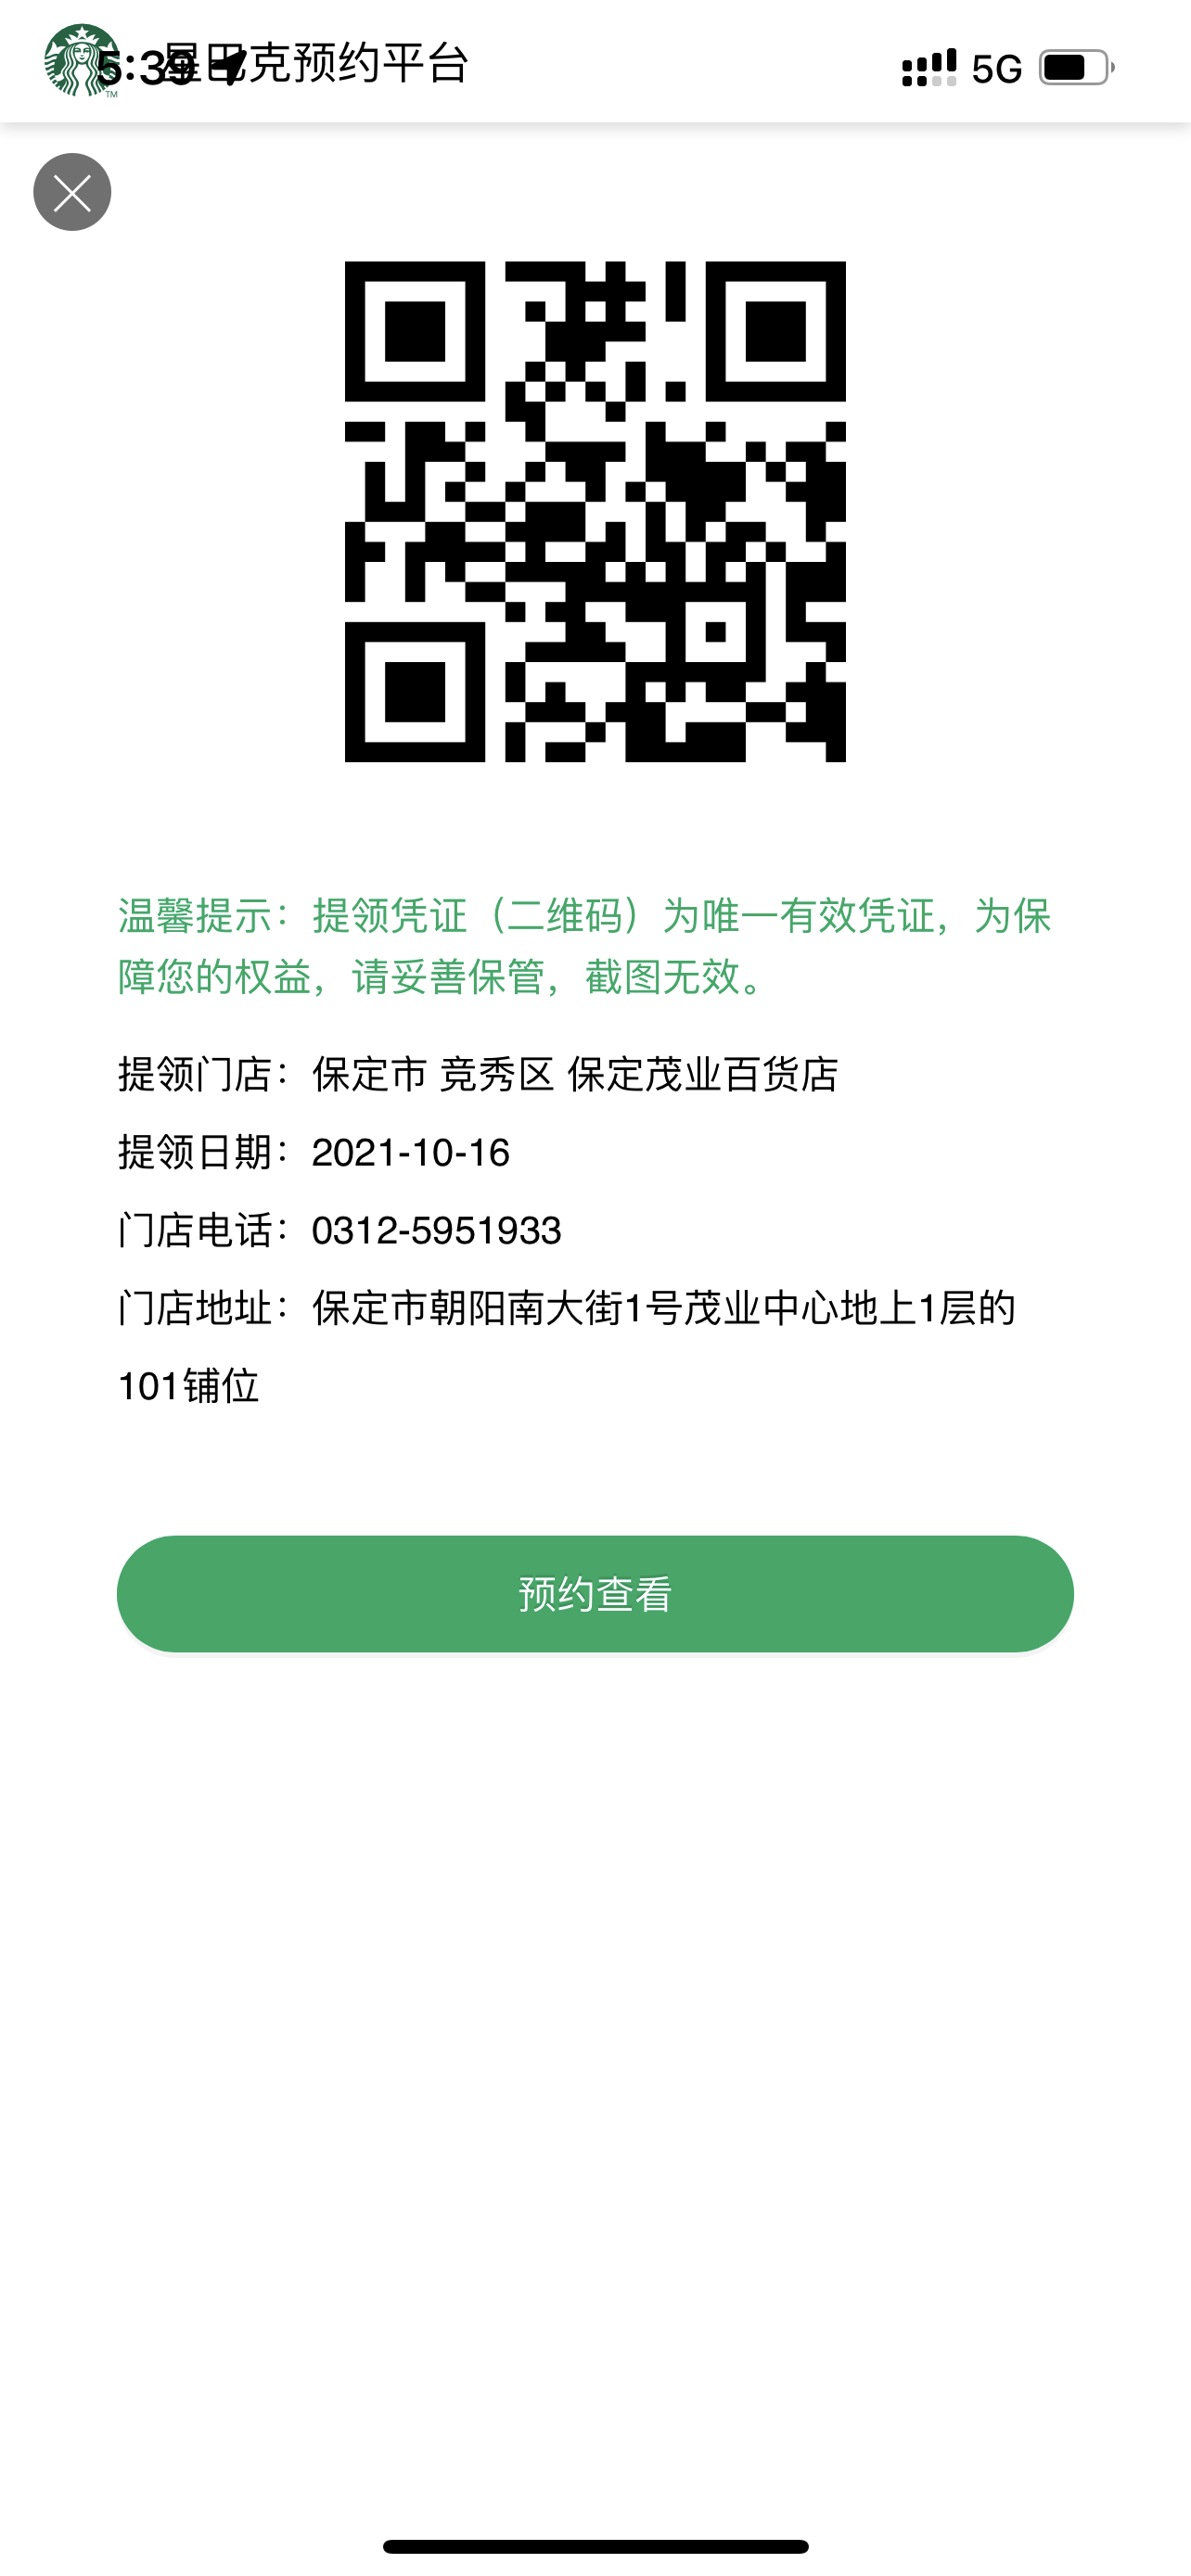 5:39
星巴克预约平台
5G
TM
温馨提示：提领凭证（二维码）为唯一有效凭证，为保
障您的权益，请妥善保管，截图无效。
提领门店：保定市 竞秀区 保定茂业百货店
提领日期：2021-10-16
门店电话：0312-5951933
门店地址：保定市朝阳南大街1号茂业中心地上1层的
101铺位
预约查看